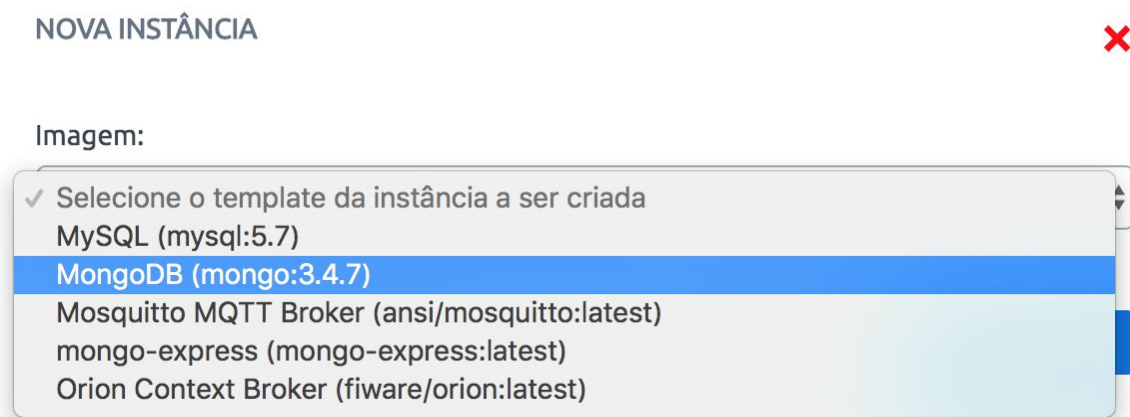 NOVA INSTÂNCIA
Imagem:
Selecione o template da instância a ser criada
MySQL (mysql:5.7)
MongoDB (mongo:3.4.7)
Mosquitto MQTT Broker (ansi/mosquitto:latest)
mongo-express (mongo-express:latest)
Orion Context Broker (fiware/orion:latest)